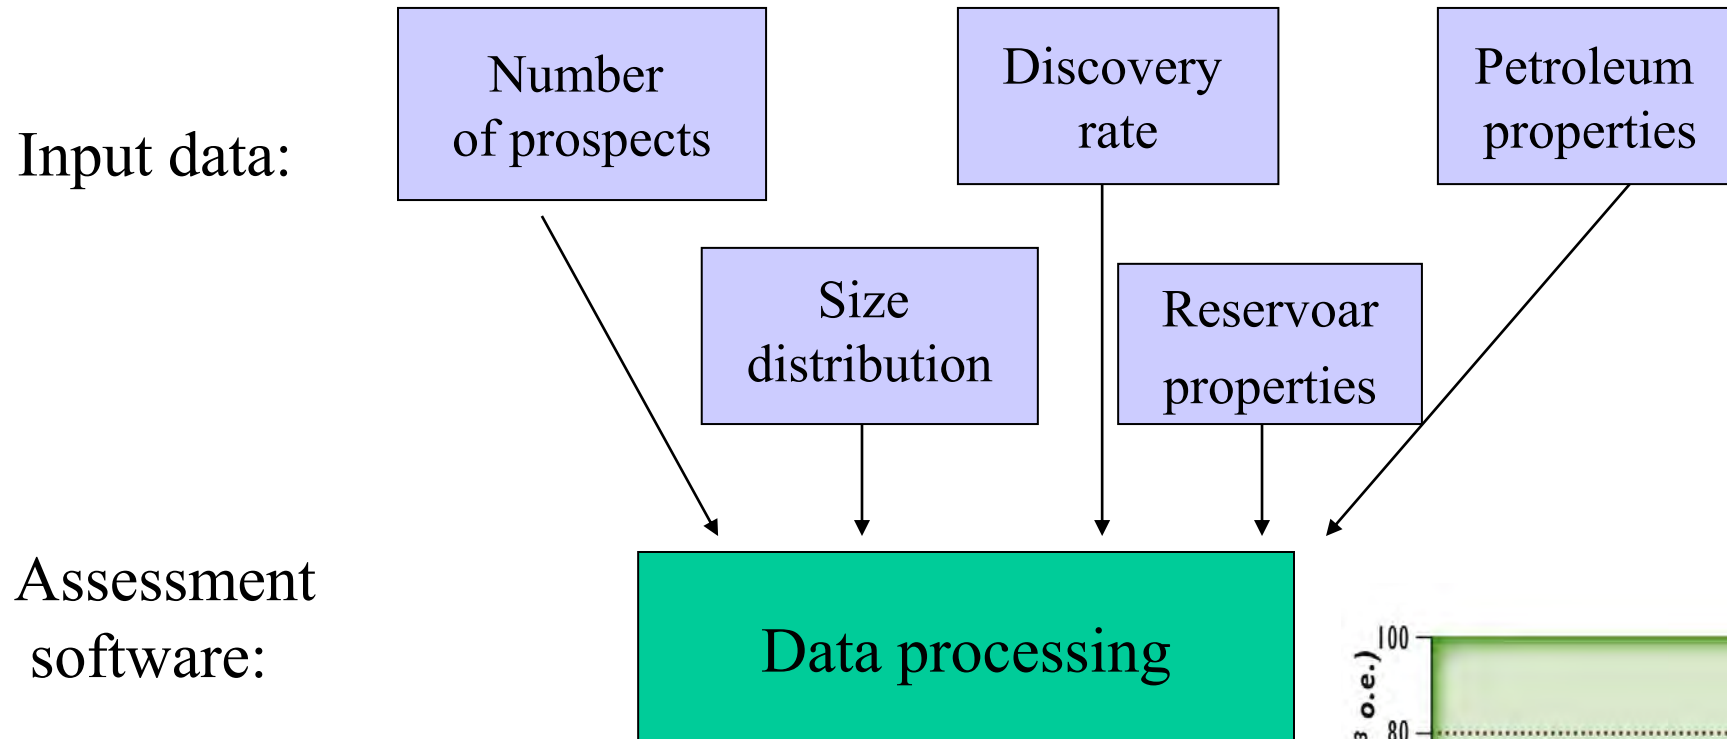 Number
of prospects
Discovery
rate
Petroleum
properties
Input data:
Size
distribution
Reservoar
properties
Assessment
software:
Data processing
100
80
³ o.e.)